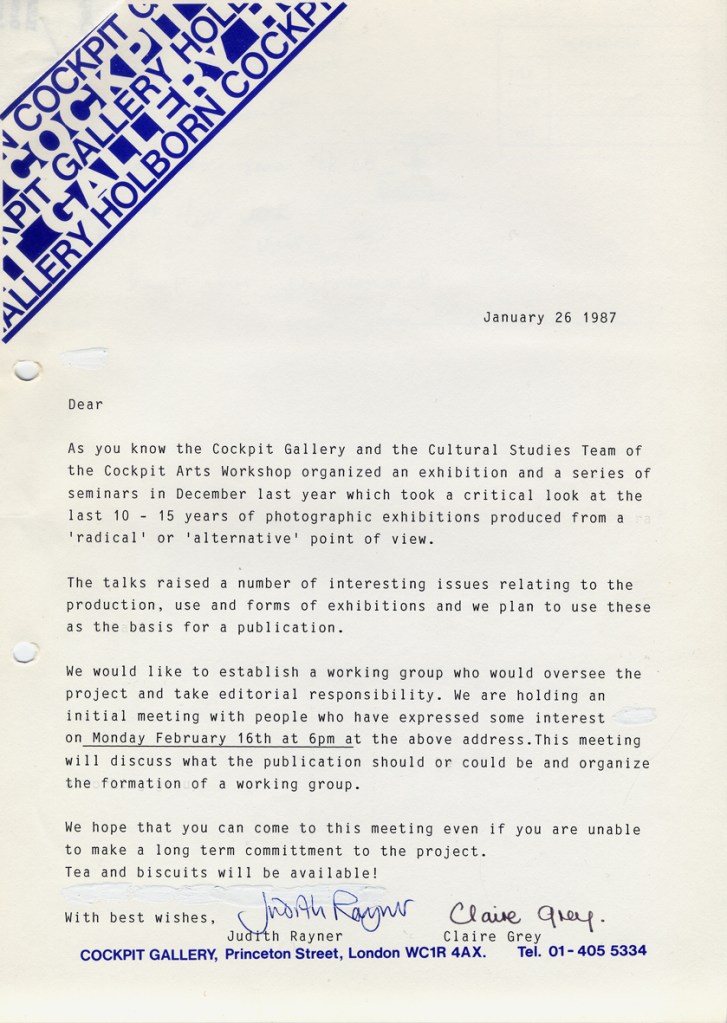 N COCKPIT G
COCKPIT
KPIT GALLERY HOLL
GALLERY
GALLERY HOLBORN COCKPIT
January 26 1987
Dear
As you know the Cockpit Gallery and the Cultural Studies Team of
the Cockpit Arts Workshop organized an exhibition and a series of
seminars in December last year which took a critical look at the
last 10 - 15 years of photographic exhibitions produced from a
'radical' or 'alternative' point of view.
The talks raised a number of interesting issues relating to the
production, use and forms of exhibitions and we plan to use these
as the basis for a publication.
We would like to establish a working group who would oversee the
project and take editorial responsibility. We are holding an
initial meeting with people who have expressed some interest
on Monday February 16th at 6pm at the above address.This meeting
will discuss what the publication should or could be and organize
the formation of a working group.
We hope that you can come to this meeting even if you are unable
to make a long term committment to the project.
Tea and biscuits will be available!
With best wishes, Judith Rayner Claire Grey.
Judith Rayner Claire Grey
COCKPIT GALLERY, Princeton Street, London WC1R 4AX. Tel. 01-405 5334